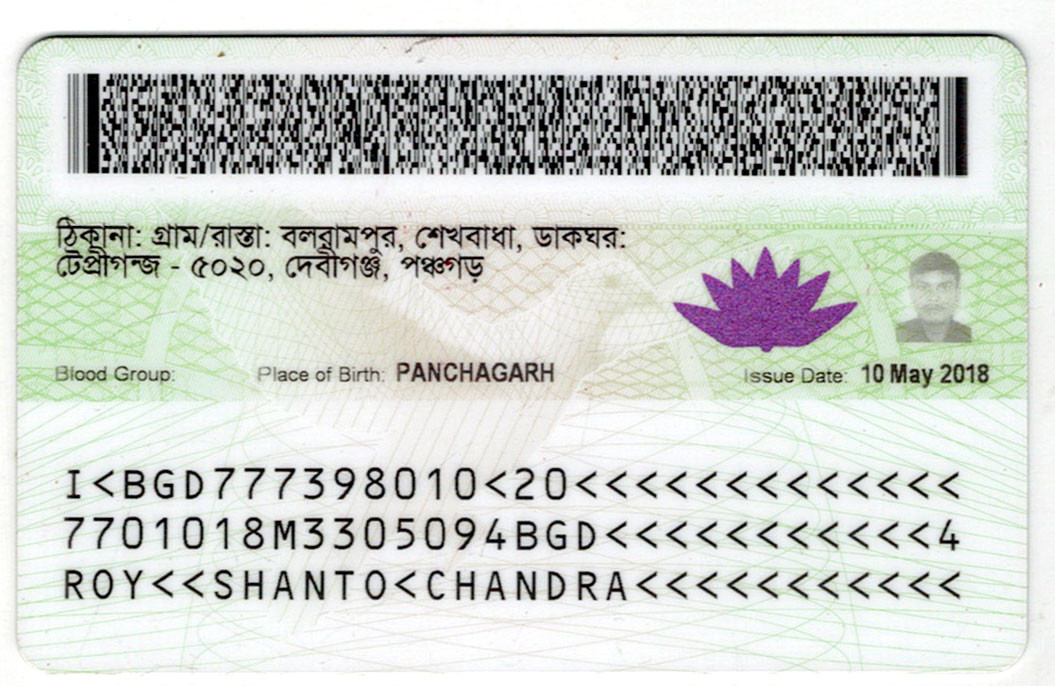 ঠিকানা: গ্রাম/রাস্তা: বলরামপুর, শেখবাধা, ডাকঘর:
টেপ্রীগন্জ - ৫০২০, দেবীগঞ্জ, পঞ্চগড়
Blood Group: Place of Birth: PANCHAGARH Issue Date: 10 May 2018
I<BGD777398010<20<<<<<<<<<<<<<
7701018M3305094BGD<<<<<<<<<<<4
ROY<<SHANTO<CHANDRA<<<<<<<<<<<